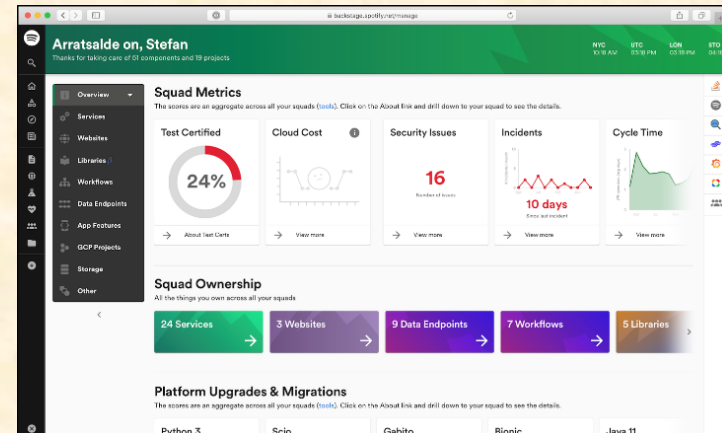 backstage.spotify.net/manage
Arratsalde on, Stefan
Thanks for taking care of 51 components and 19 projects
NYC
10:18 AM
UTC
03:18 PM
LON
03:18 PM
STO
Overview
Services
Websites
Libraries
Workflows
Data Endpoints
App Features
GCP Projects
Storage
Other
Squad Metrics
The scores are an aggregate across all your squads (tools). Click on the About link and drill down to your squad to see the details.
Test Certified
24%
About Test Certs
Cloud Cost
View more
Security Issues
16
Number of issues
View more
Incidents
10 days
Since last incident
View more
Cycle Time
View more
Squad Ownership
All the things you own across all your squads
24 Services
3 Websites
9 Data Endpoints
7 Workflows
5 Libraries
Platform Upgrades & Migrations
The scores are an aggregate across all your squads (tools). Click on the About link and drill down to your squad to see the details.
Python 3
Scio
Gabito
Bionic
Java 11